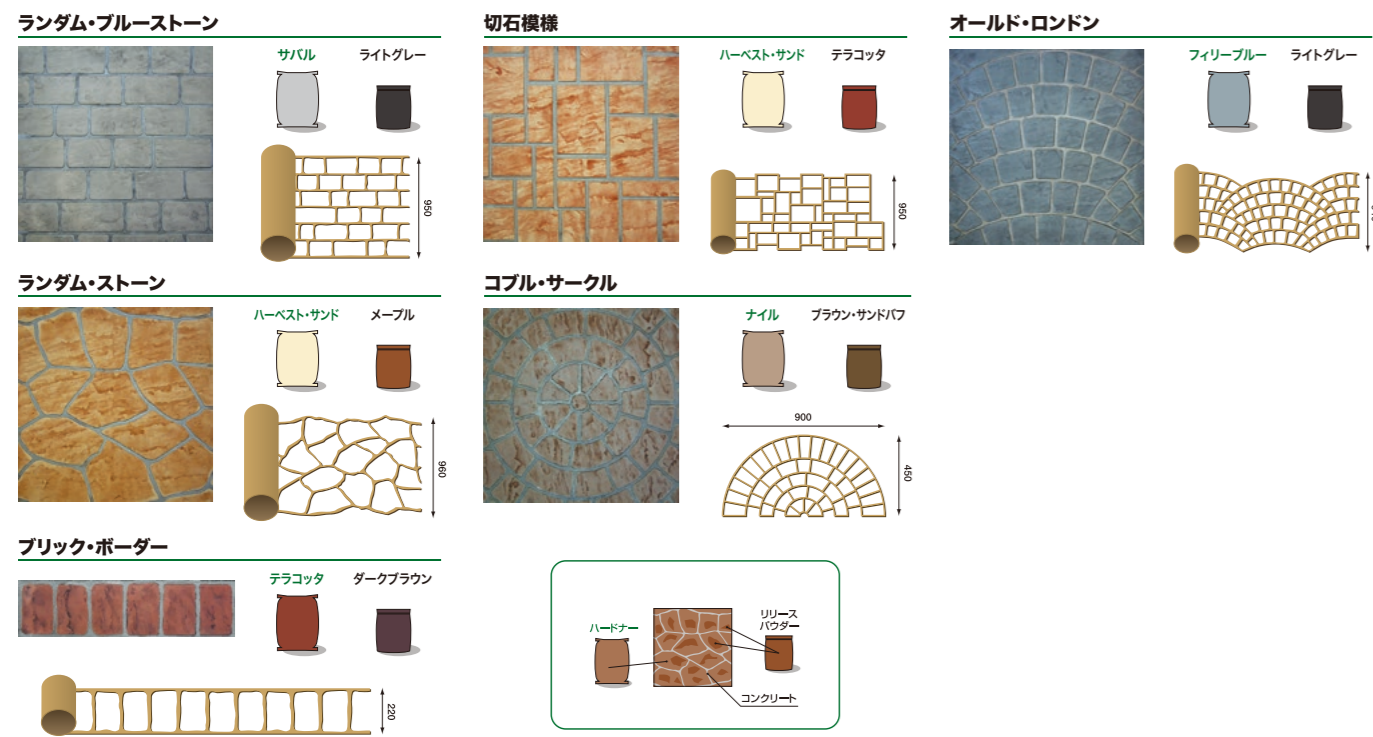 ランダム・ブルーストーン
サバル
ライトグレー
950
切石模様
ハーベスト・サンド
テラコッタ
950
オールド・ロンドン
フィリーブルー
ライトグレー
ランダム・ストーン
ハーベスト・サンド
メープル
960
コブル・サークル
ナイル
ブラウン・サンドバフ
900
450
ブリック・ボーダー
テラコッタ
ダークブラウン
220
ハードナー
リリース
パウダー
コンクリート